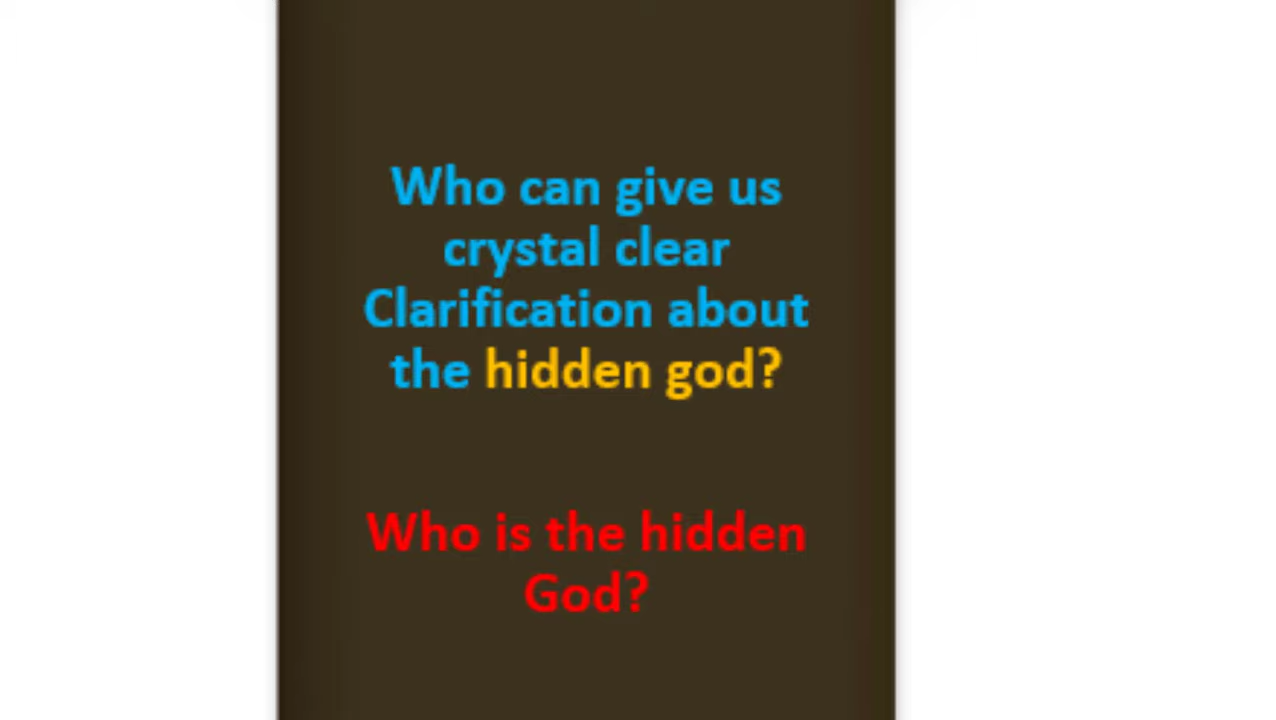 Who can give us
crystal clear
Clarification about
the hidden god?
Who is the hidden
God?